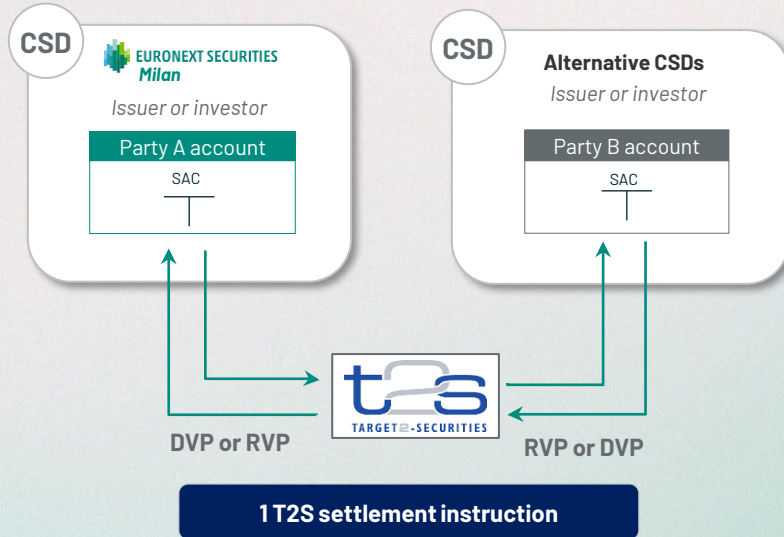 CSD
EURONEXT SECURITIES
Milan
Issuer or investor
Party A account
SAC
CSD
Alternative CSDs
Issuer or investor
Party B account
SAC
t2s
TARGET2-SECURITIES
DVP or RVP
RVP or DVP
1 T2S settlement instruction